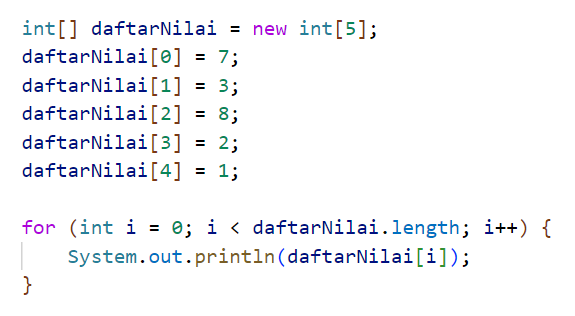 int[] daftarNilai = new int[5];
daftarNilai[0] = 7;
daftarNilai[1] = 3;
daftarNilai[2] = 8;
daftarNilai[3] = 2;
daftarNilai[4] = 1;

for (int i = 0; i < daftarNilai.length; i++) {
    System.out.println(daftarNilai[i]);
}